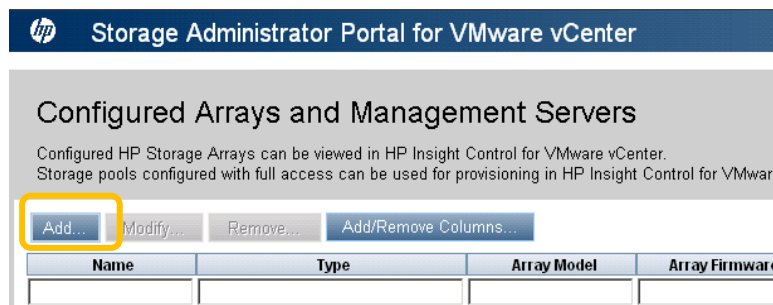 hp Storage Administrator Portal for VMware vCenter
Configured Arrays and Management Servers
Configured HP Storage Arrays can be viewed in HP Insight Control for VMware vCenter.
Storage pools configured with full access can be used for provisioning in HP Insight Control for VMwar
Add... Modify... Remove... Add/Remove Columns...
Name Type Array Model Array Firmware